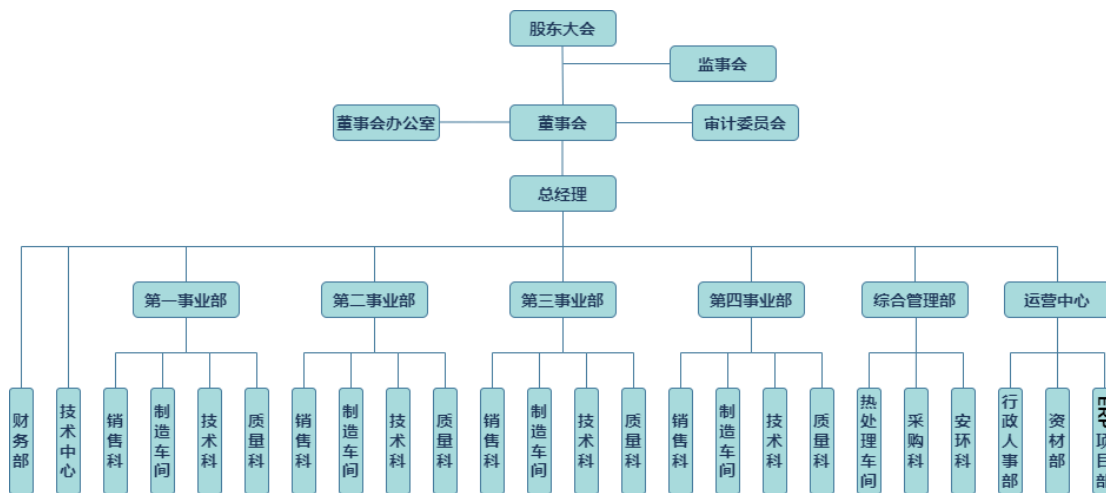 股东大会
监事会
董事会办公室
董事会
审计委员会
总经理
第一事业部
第二事业部
第三事业部
第四事业部
综合管理部
运营中心
财务部
技术中心
销售科
制造车间
技术科
质量科
销售科
制造车间
技术科
质量科
销售科
制造车间
技术科
质量科
销售科
制造车间
技术科
质量科
热处理车间
采购科
安环科
行政人事部
资材部
ERP项目部